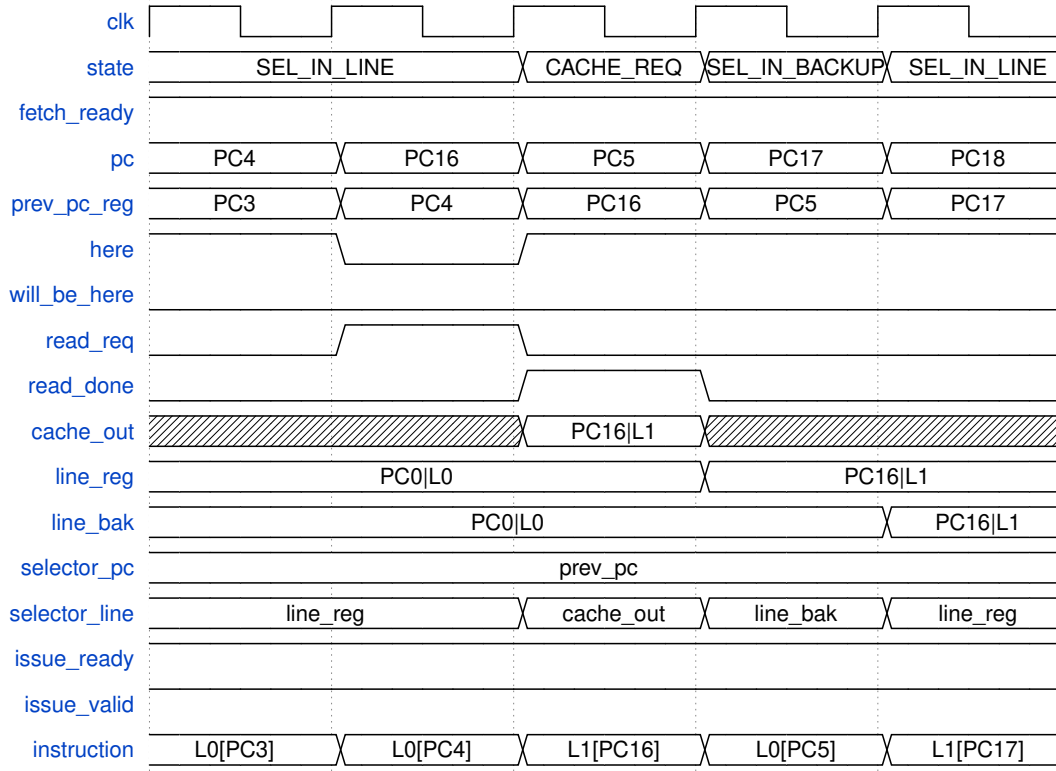 clk
state SEL_IN_LINE CACHE_REQ SEL_IN_BACKUP SEL_IN_LINE
fetch_ready
pc PC4 PC16 PC5 PC17 PC18
prev_pc_reg PC3 PC4 PC16 PC5 PC17
here
will_be_here
read_req
read_done
cache_out PC16|L1
line_reg PC0|L0 PC16|L1
line_bak PC0|L0 PC16|L1
selector_pc prev_pc
selector_line line_reg cache_out line_bak line_reg
issue_ready
issue_valid
instruction L0[PC3] L0[PC4] L1[PC16] L0[PC5] L1[PC17]